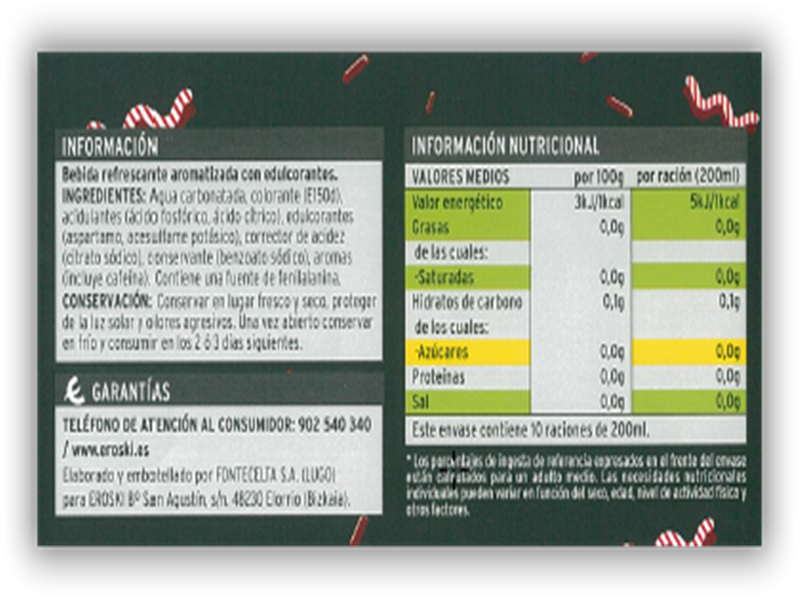 INFORMACIÓN
Bebida refrescante aromatizada con edulcorantes.
INGREDIENTES: Agua carbonatada, colorante (E150d),
acidulantes (ácido fosfórico, ácido cítrico), edulcorantes
(aspartamo, acesulfame potásico), corrector de acidez
(citrato sódico), conservante (benzoato sódico), aromas
(incluye cafeína). Contiene una fuente de fenilalanina.
CONSERVACIÓN: Conservar en lugar fresco y seco, proteger
de la luz solar y olores agresivos. Una vez abierto conservar
en frío y consumir en los 2 ó 3 días siguientes.
GARANTÍAS
TELÉFONO DE ATENCIÓN AL CONSUMIDOR: 902 540 340
/ www.eroski.es
Elaborado y embotellado por FONTECELTA S.A. (LUGO)
para EROSKI Bº San Agustín, s/n. 48230 Elorrio (Bizkaia).
INFORMACIÓN NUTRICIONAL
VALORES MEDIOS por 100g por ración (200ml)
Valor energético 3kJ/1kcal 5kJ/1kcal
Grasas 0,0g 0,0g
de las cuales:
-Saturadas 0,0g 0,0g
Hidratos de carbono 0,1g 0,1g
de los cuales:
-Azúcares 0,0g 0,0g
Proteínas 0,0g 0,0g
Sal 0,0g 0,0g
Este envase contiene 10 raciones de 200ml.
* Los porcentajes de ingesta de referencia expresados en el frente del envase
están calculados para un adulto medio. Las necesidades nutricionales
individuales pueden variar en función del sexo, edad, nivel de actividad física y
otros factores.